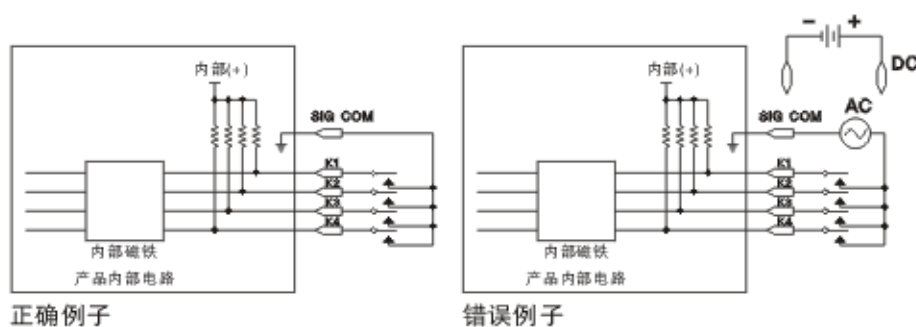 内部(+)
SIG COM
K1
K2
K3
K4
内部磁铁
产品内部电路
正确例子
− +
DC
内部(+)
SIG COM
AC
K1
K2
K3
K4
内部磁铁
产品内部电路
错误例子